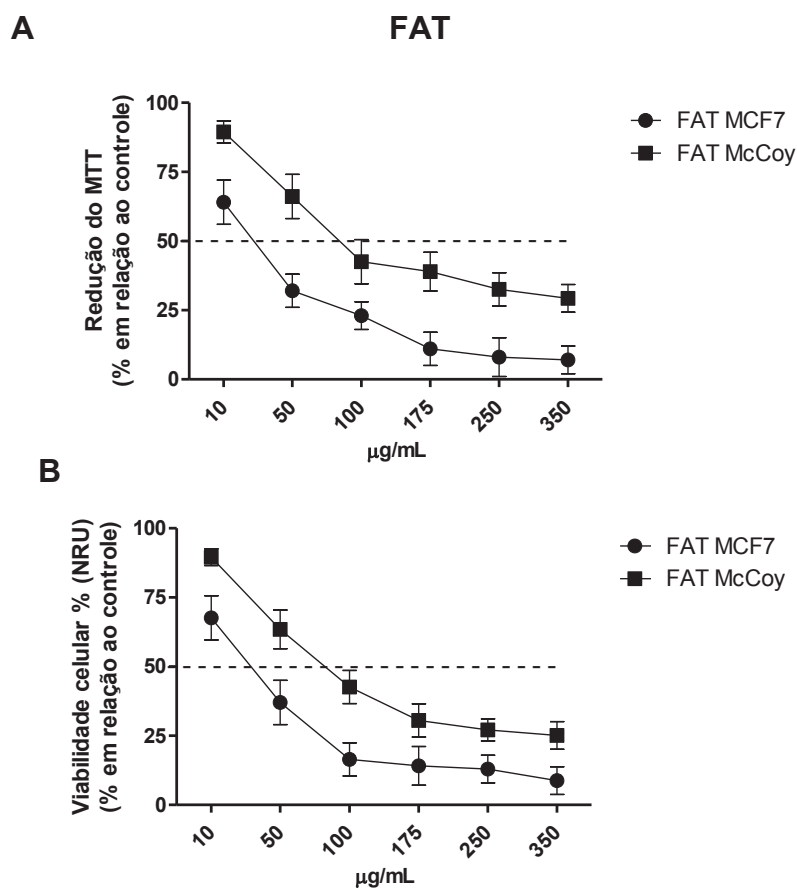 A
FAT
100
75
50
25
0
Redução do MTT
(% em relação ao controle)
10
50
100
175
250
350
µg/mL
FAT MCF7
FAT McCoy
B
100
75
50
25
0
Viabilidade celular % (NRU)
(% em relação ao controle)
10
50
100
175
250
350
µg/mL
FAT MCF7
FAT McCoy